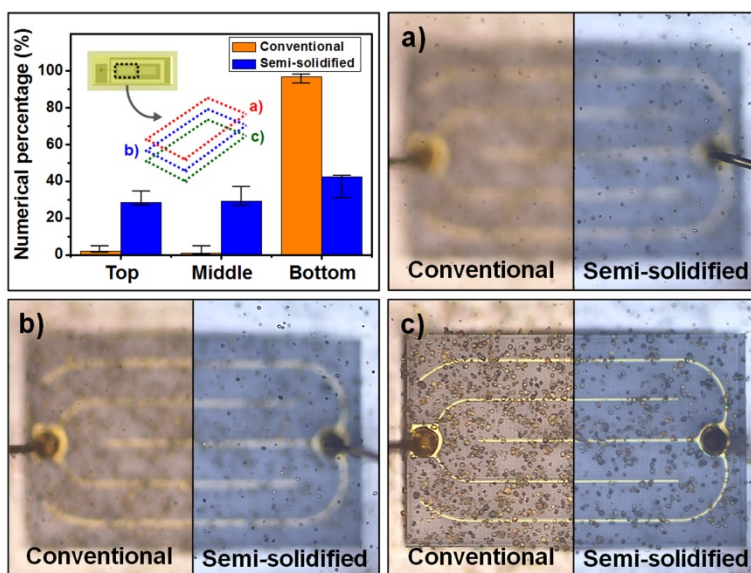 Numerical percentage (%)
100
80
60
40
20
0
Conventional
Semi-solidified
a)
b)
c)
Top Middle Bottom
a)
Conventional Semi-solidified
b)
Conventional Semi-solidified
c)
Conventional Semi-solidified